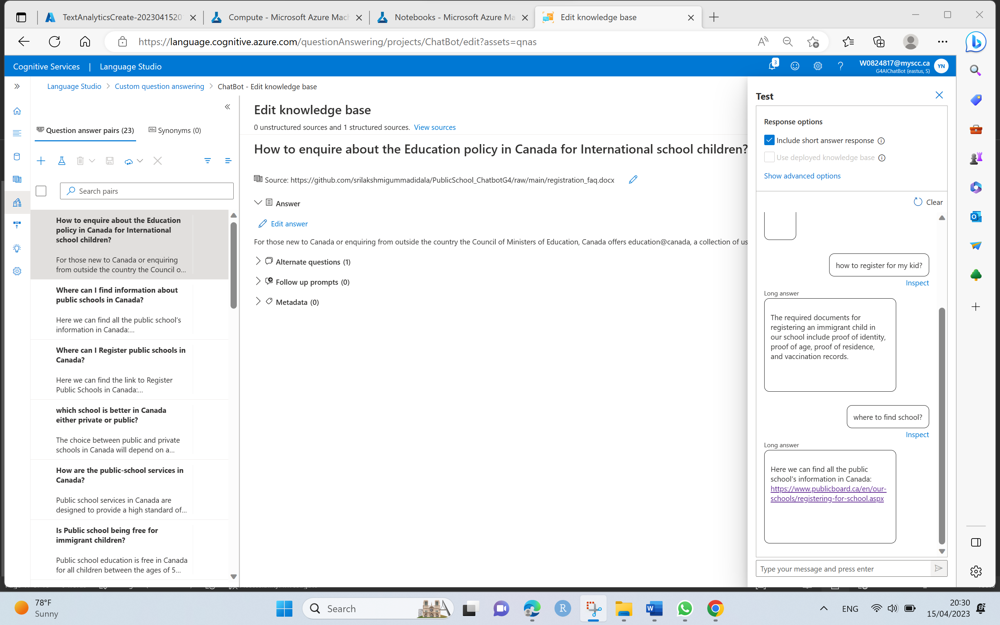 TextAnalyticsCreate-2023041520
Compute - Microsoft Azure Mach
Notebooks - Microsoft Azure Ma
Edit knowledge base
https://language.cognitive.azure.com/questionAnswering/projects/ChatBot/edit?assets=qnas
Cognitive Services | Language Studio
3
W0824817@myscc.ca
G4AIChatBot (eastus, S)
YN
Language Studio > Custom question answering > ChatBot - Edit knowledge base
Question answer pairs (23)
Synonyms (0)
Search pairs
How to enquire about the Education
policy in Canada for International
school children?
For those new to Canada or enquiring
from outside the country the Council o...
Where can I find information about
public schools in Canada?
Here we can find all the public school’s
information in Canada:...
Where can I Register public schools in
Canada?
Here we can find the link to Register
Public Schools in Canada:...
which school is better in Canada
either private or public?
The choice between public and private
schools in Canada will depend on a...
How are the public-school services in
Canada?
Public school services in Canada are
designed to provide a high standard of...
Is Public school being free for
immigrant children?
Public school education is free in Canada
for all children between the ages of 5...
Edit knowledge base
0 unstructured sources and 1 structured sources. View sources
How to enquire about the Education policy in Canada for International school children?
Source: https://github.com/srilakshmigummadidala/PublicSchool_ChatbotG4/raw/main/registration_faq.docx
Answer
Edit answer
For those new to Canada or enquiring from outside the country the Council of Ministers of Education, Canada offers education@canada, a collection of us
Alternate questions (1)
Follow up prompts (0)
Metadata (0)
Test
Response options
Include short answer response
Use deployed knowledge base
Show advanced options
Clear
how to register for my kid?
Inspect
Long answer
The required documents for
registering an immigrant child in
our school include proof of identity,
proof of age, proof of residence,
and vaccination records.
where to find school?
Inspect
Long answer
Here we can find all the public
school’s information in Canada:
https://www.publicboard.ca/en/our-
schools/registering-for-school.aspx
Type your message and press enter
78°F
Sunny
Search
ENG
20:30
15/04/2023